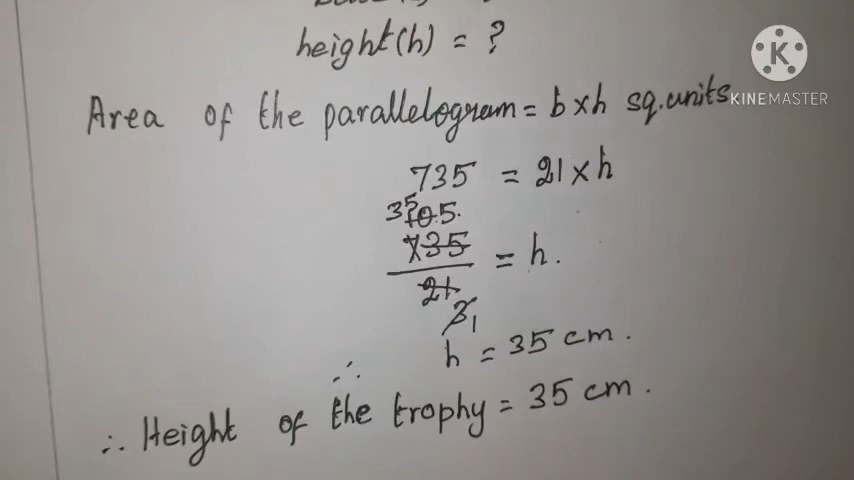 height(h) = ?
KINEMASTER
Area of the parallelogram = b×h sq.units
735 = 21×h
35 105
735
21 = h.
3 1
∴ h = 35 cm.
∴ Height of the trophy = 35 cm.